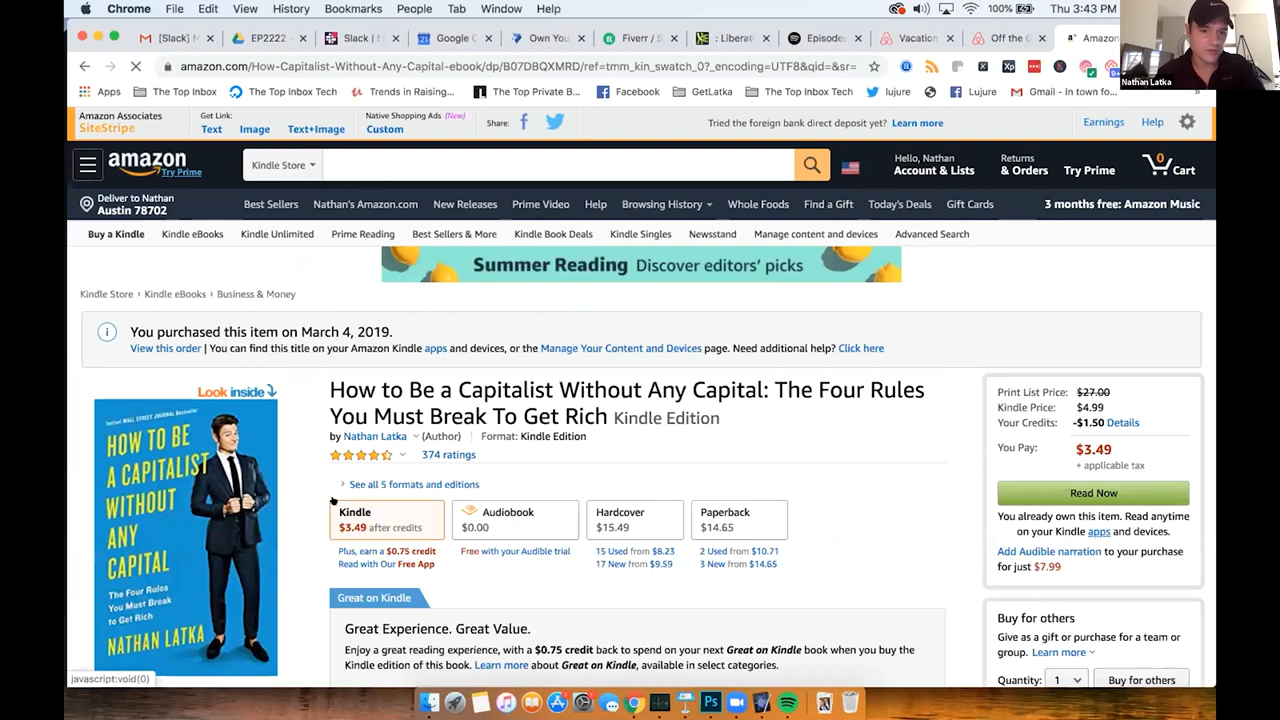 Chrome File Edit View History Bookmarks People Tab Window Help 100% Thu 3:43 PM
[Slack] M EP2222 Slack | Google C Own You Fiverr / S : Liberat Episode: Vacation Off the Amazon
amazon.com/How-Capitalist-Without-Any-Capital-ebook/dp/B07DBQXMRD/ref=tmm_kin_swatch_0?_encoding=UTF8&qid=&sr=
Nathan Latka
Apps The Top Inbox The Top Inbox Tech Trends in Raising... The Top Private B... Facebook GetLatka The Top Inbox Tech lujure Lujure Gmail - In town fo... »
Amazon Associates
SiteStripe
Get Link:
Text Image Text+Image
Native Shopping Ads (New)
Custom
Share:
Tried the foreign bank direct deposit yet? Learn more
Earnings Help
amazon
Try Prime
Kindle Store
Hello, Nathan
Account & Lists
Returns
& Orders
Try Prime
0
Cart
Deliver to Nathan
Austin 78702
Best Sellers Nathan's Amazon.com New Releases Prime Video Help Browsing History Whole Foods Find a Gift Today's Deals Gift Cards 3 months free: Amazon Music
Buy a Kindle Kindle eBooks Kindle Unlimited Prime Reading Best Sellers & More Kindle Book Deals Kindle Singles Newsstand Manage content and devices Advanced Search
Summer Reading Discover editors' picks
Kindle Store › Kindle eBooks › Business & Money
You purchased this item on March 4, 2019.
View this order | You can find this title on your Amazon Kindle apps and devices, or the Manage Your Content and Devices page. Need additional help? Click here
Look inside
INSTANT WALL STREET JOURNAL Bestseller
HOW TO BE
A CAPITALIST
WITHOUT
ANY
CAPITAL
The Four Rules
You Must Break
to Get Rich
NATHAN LATKA
How to Be a Capitalist Without Any Capital: The Four Rules
You Must Break To Get Rich Kindle Edition
by Nathan Latka (Author) | Format: Kindle Edition
374 ratings
› See all 5 formats and editions
Kindle
$3.49 after credits
Audiobook
$0.00
Hardcover
$15.49
Paperback
$14.65
Plus, earn a $0.75 credit
Read with Our Free App
Free with your Audible trial
15 Used from $8.23
17 New from $9.59
2 Used from $10.71
3 New from $14.65
Great on Kindle
Great Experience. Great Value.
Enjoy a great reading experience, with a $0.75 credit back to spend on your next Great on Kindle book when you buy the
Kindle edition of this book. Learn more about Great on Kindle, available in select categories.
Print List Price: $27.00
Kindle Price: $4.99
Your Credits: -$1.50 Details
You Pay: $3.49
+ applicable tax
Read Now
You already own this item. Read anytime
on your Kindle apps and devices.
Add Audible narration to your purchase
for just $7.99
Buy for others
Give as a gift or purchase for a team or
group. Learn more
Quantity: 1 Buy for others
javascript:void(0)